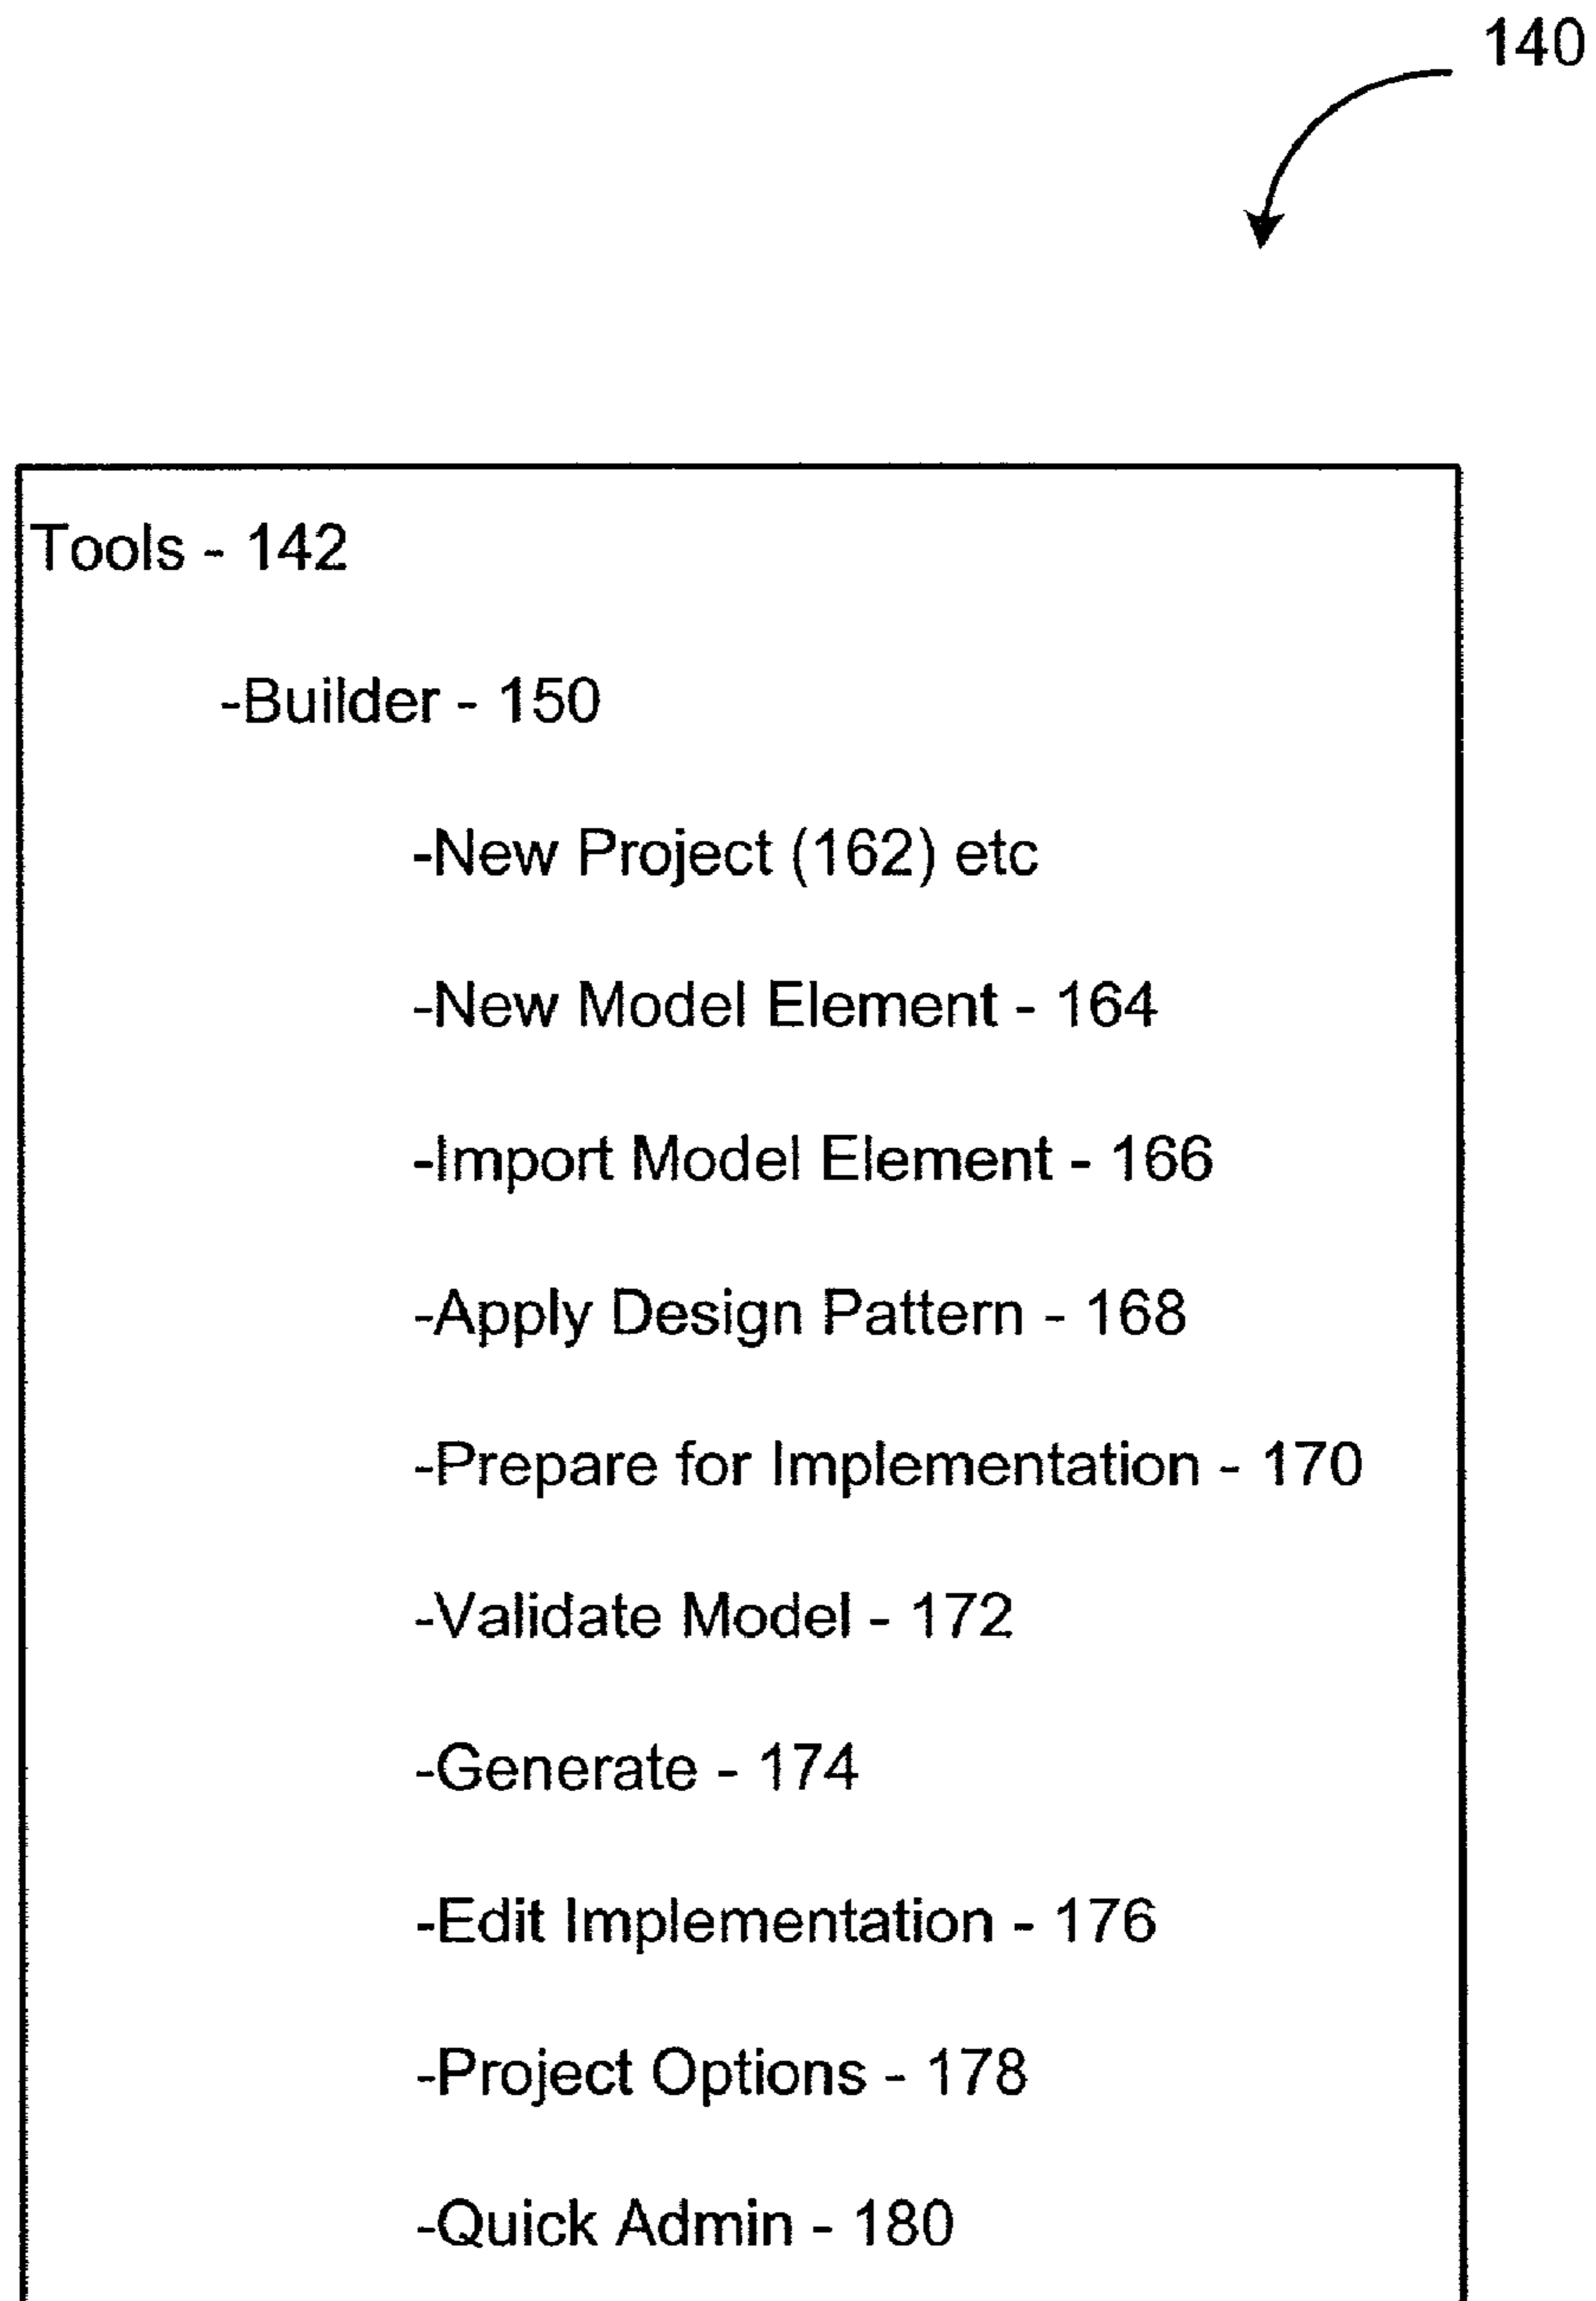 140
Tools - 142
-Builder - 150
-New Project (162) etc
-New Model Element - 164
-Import Model Element - 166
-Apply Design Pattern - 168
-Prepare for Implementation - 170
-Validate Model - 172
-Generate - 174
-Edit Implementation - 176
-Project Options - 178
-Quick Admin - 180